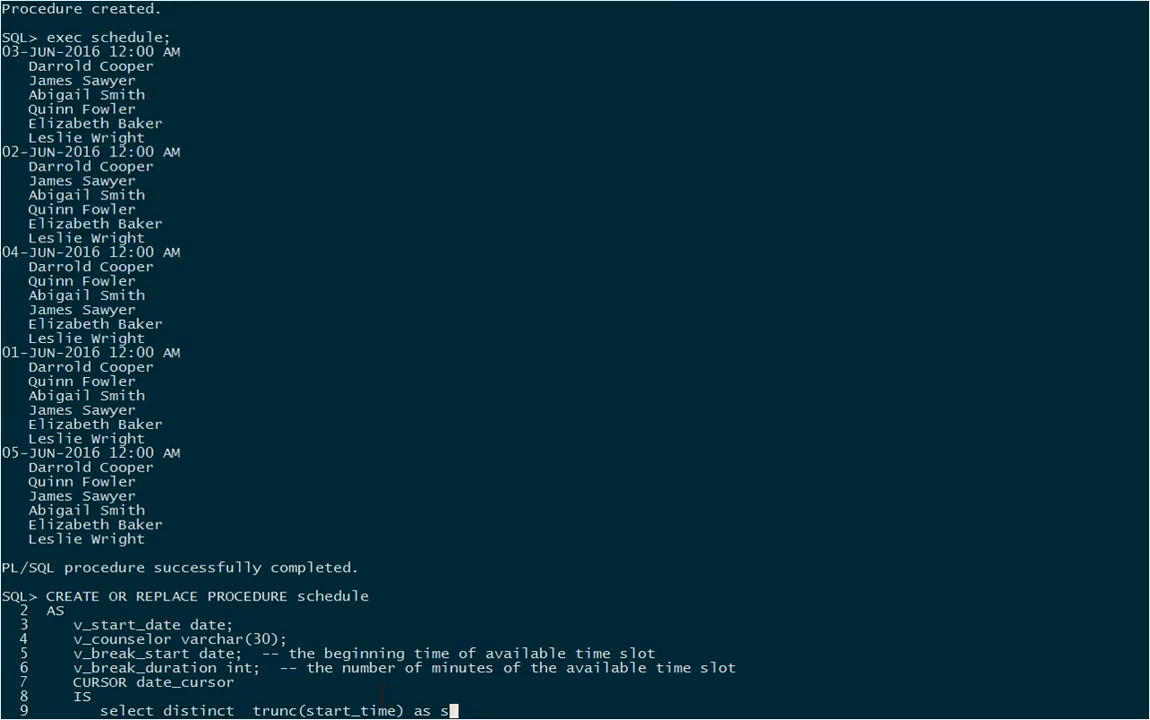 Procedure created.
SQL> exec schedule;
03-JUN-2016 12:00 AM
Darrold Cooper
James Sawyer
Abigail Smith
Quinn Fowler
Elizabeth Baker
Leslie Wright
02-JUN-2016 12:00 AM
Darrold Cooper
James Sawyer
Abigail Smith
Quinn Fowler
Elizabeth Baker
Leslie Wright
04-JUN-2016 12:00 AM
Darrold Cooper
Quinn Fowler
Abigail Smith
James Sawyer
Elizabeth Baker
Leslie Wright
01-JUN-2016 12:00 AM
Darrold Cooper
Quinn Fowler
Abigail Smith
James Sawyer
Elizabeth Baker
Leslie Wright
05-JUN-2016 12:00 AM
Darrold Cooper
Quinn Fowler
James Sawyer
Abigail Smith
Elizabeth Baker
Leslie Wright
PL/SQL procedure successfully completed.
SQL> CREATE OR REPLACE PROCEDURE schedule
2 AS
3 v_start_date date;
4 v_counselor varchar(30);
5 v_break_start date; -- the beginning time of available time slot
6 v_break_duration int; -- the number of minutes of the available time slot
7 CURSOR date_cursor
8 IS
9 select distinct trunc(start_time) as s